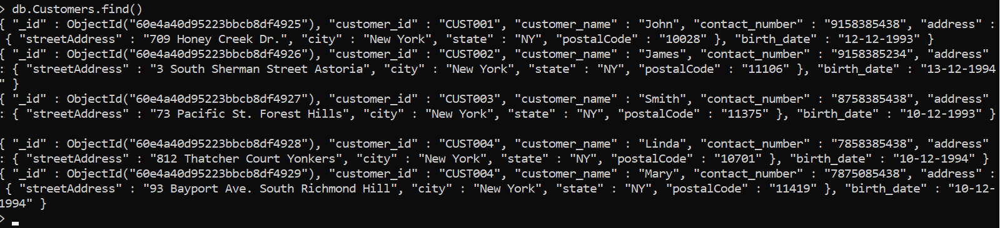 > db.Customers.find()
{ "_id" : ObjectId("60e4a40d95223bbcb8df4925"), "customer_id" : "CUST001", "customer_name" : "John", "contact_number" : "9158385438", "address" :
 { "streetAddress" : "709 Honey Creek Dr.", "city" : "New York", "state" : "NY", "postalCode" : "10028" }, "birth_date" : "12-12-1993" }
{ "_id" : ObjectId("60e4a40d95223bbcb8df4926"), "customer_id" : "CUST002", "customer_name" : "James", "contact_number" : "9158385234", "address"
: { "streetAddress" : "3 South Sherman Street Astoria", "city" : "New York", "state" : "NY", "postalCode" : "11106" }, "birth_date" : "13-12-1994
" }
{ "_id" : ObjectId("60e4a40d95223bbcb8df4927"), "customer_id" : "CUST003", "customer_name" : "Smith", "contact_number" : "8758385438", "address"
: { "streetAddress" : "73 Pacific St. Forest Hills", "city" : "New York", "state" : "NY", "postalCode" : "11375" }, "birth_date" : "10-12-1993" }
{ "_id" : ObjectId("60e4a40d95223bbcb8df4928"), "customer_id" : "CUST004", "customer_name" : "Linda", "contact_number" : "7858385438", "address"
: { "streetAddress" : "812 Thatcher Court Yonkers", "city" : "New York", "state" : "NY", "postalCode" : "10701" }, "birth_date" : "10-12-1994" }
{ "_id" : ObjectId("60e4a40d95223bbcb8df4929"), "customer_id" : "CUST004", "customer_name" : "Mary", "contact_number" : "7875085438", "address" :
 { "streetAddress" : "93 Bayport Ave. South Richmond Hill", "city" : "New York", "state" : "NY", "postalCode" : "11419" }, "birth_date" : "10-12-
1994" }
>